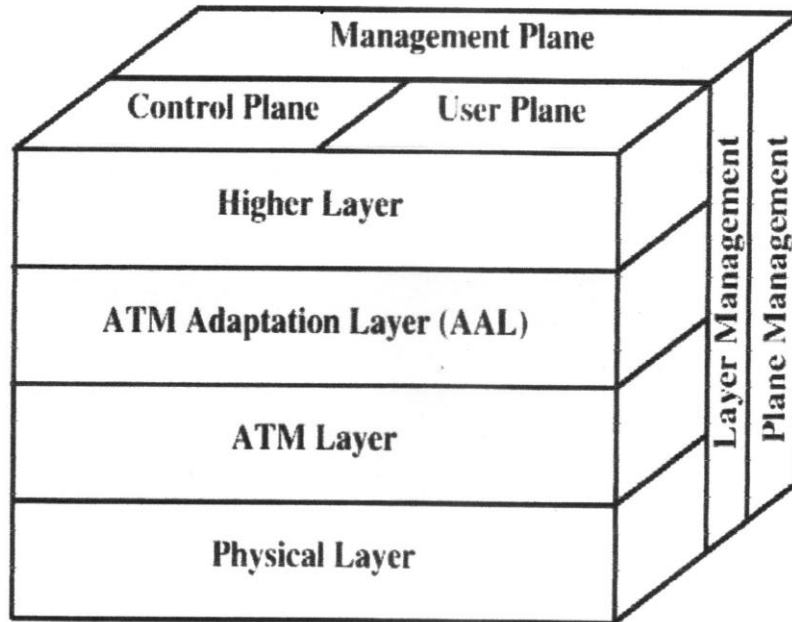 Management Plane
Control Plane
User Plane
Higher Layer
ATM Adaptation Layer (AAL)
ATM Layer
Physical Layer
Layer Management
Plane Management